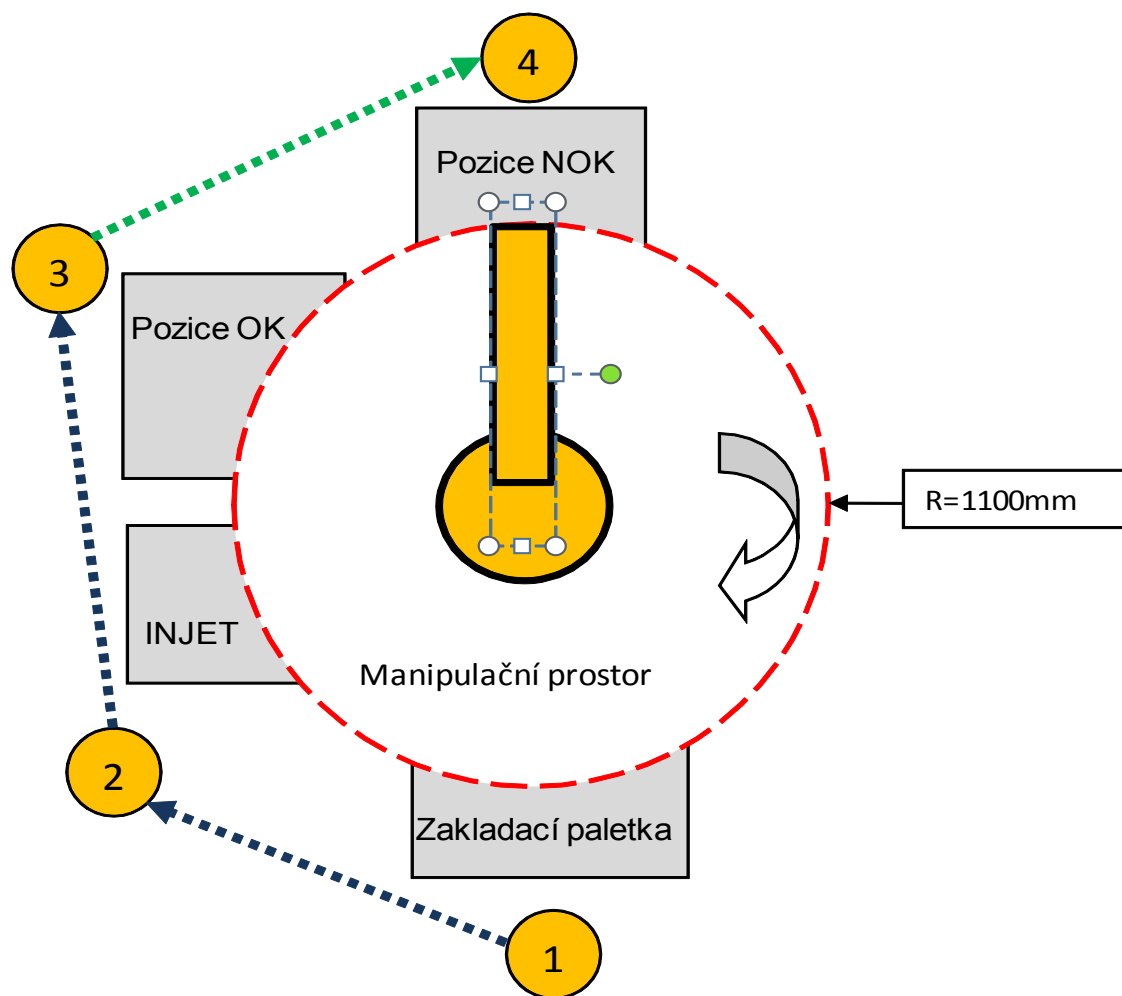 4
Pozice NOK
3
Pozice OK
R=1100mm
INJET
Manipulační prostor
2
Zakladací paletka
1